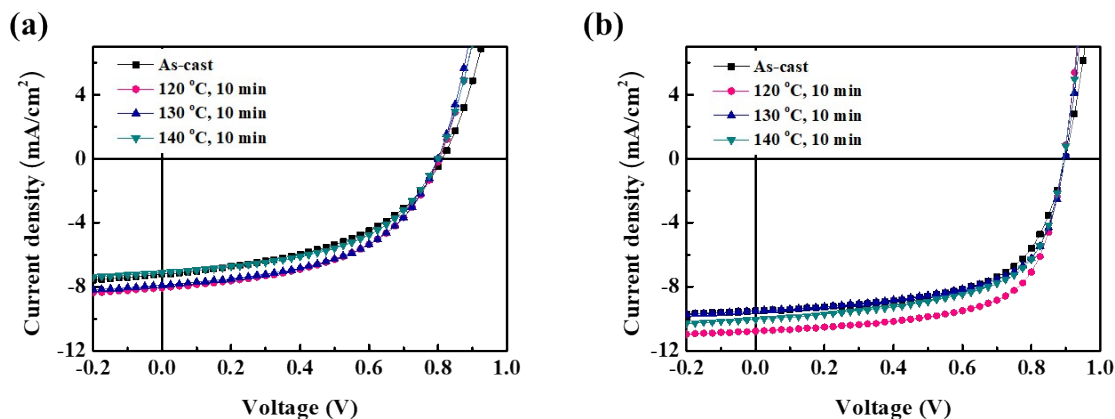 (a)
As-cast
120 °C, 10 min
130 °C, 10 min
140 °C, 10 min
Current density (mA/cm²)
4
0
-4
-8
-12
-0.2 0.0 0.2 0.4 0.6 0.8 1.0
Voltage (V)
(b)
As-cast
120 °C, 10 min
130 °C, 10 min
140 °C, 10 min
Current density (mA/cm²)
4
0
-4
-8
-12
-0.2 0.0 0.2 0.4 0.6 0.8 1.0
Voltage (V)